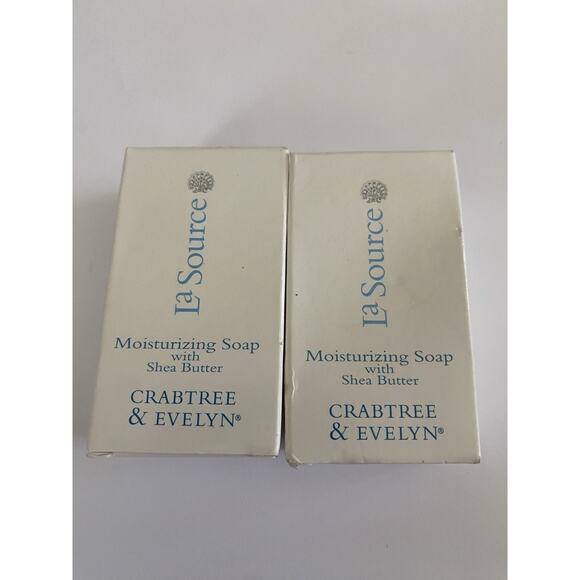 La Source
Moisturizing Soap
with
Shea Butter
CRABTREE
& EVELYN®
La Source
Moisturizing Soap
with
Shea Butter
CRABTREE
& EVELYN®